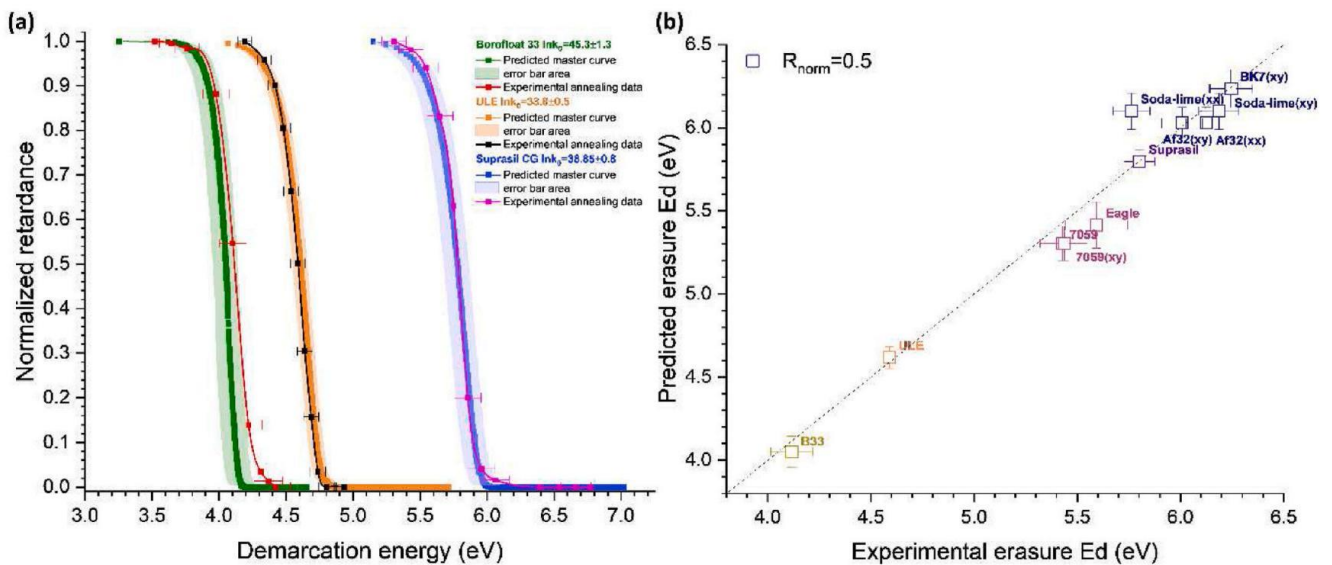 (a)
Normalized retardance
1.0
0.9
0.8
0.7
0.6
0.5
0.4
0.3
0.2
0.1
0.0
Borofloat 33 lnk₀=45.3±1.3
Predicted master curve
error bar area
Experimental annealing data
ULE lnk₀=33.8±0.5
Predicted master curve
error bar area
Experimental annealing data
Suprasil CG lnk₀=38.85±0.8
Predicted master curve
error bar area
Experimental annealing data
3.0 3.5 4.0 4.5 5.0 5.5 6.0 6.5 7.0
Demarcation energy (eV)
(b)
Predicted erasure Ed (eV)
6.5
6.0
5.5
5.0
4.5
4.0
Rnorm=0.5
BK7(xy)
Soda-lime(xx)
Soda-lime(xy)
Af32(xy)
Af32(xx)
Suprasil
Eagle
7059
7059(xy)
ULE
B33
4.0 4.5 5.0 5.5 6.0 6.5
Experimental erasure Ed (eV)